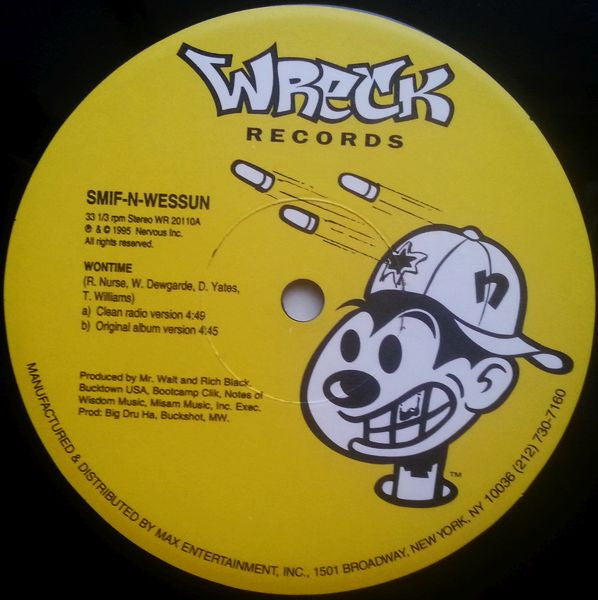 WRECK
RECORDS
SMIF-N-WESSUN
33 1/3 rpm Stereo WR 20110A
℗ & © 1995 Nervous Inc.
All rights reserved.
WONTIME
(R. Nurse, W. Dewgarde, D. Yates,
T. Williams)
a) Clean radio version 4:49
b) Original album version 4:45
Produced by Mr. Walt and Rich Black.
Bucktown USA, Bootcamp Clik, Notes of
Wisdom Music, Misam Music, Inc. Exec.
Prod: Big Dru Ha, Buckshot, MW.
n
TM
MANUFACTURED & DISTRIBUTED BY MAX ENTERTAINMENT, INC., 1501 BROADWAY, NEW YORK, NY 10036 (212) 730-7160